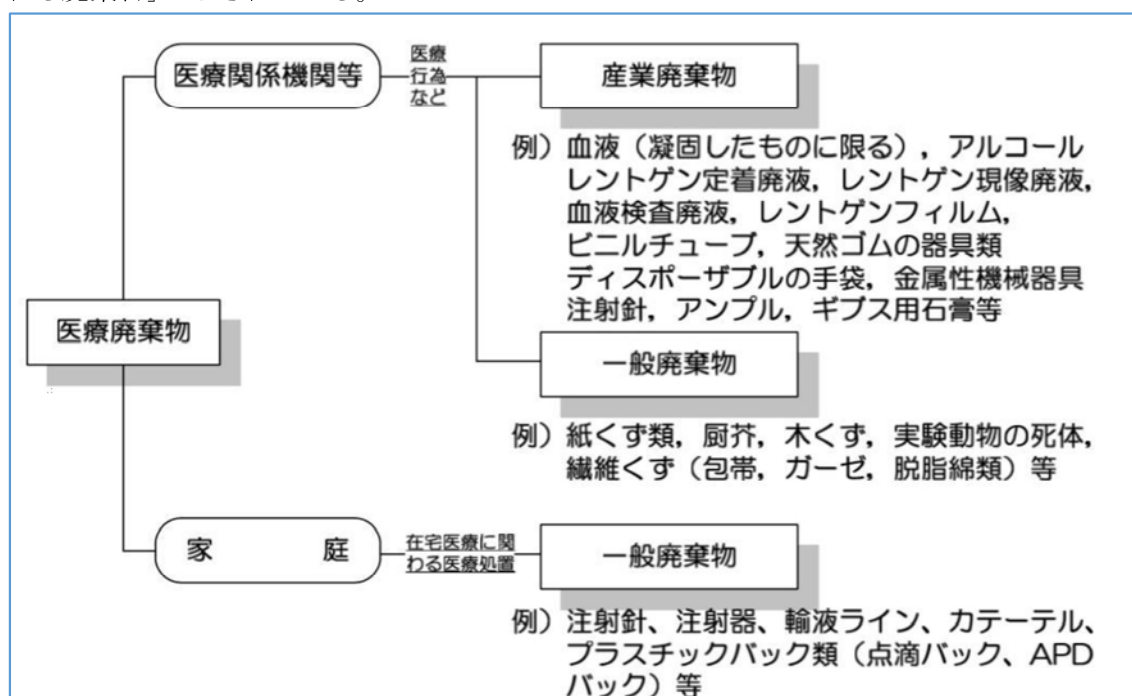 医療関係機関等
医療
行為
など
産業廃棄物
例）血液（凝固したものに限る），アルコール
レントゲン定着廃液，レントゲン現像廃液，
血液検査廃液，レントゲンフィルム，
ビニルチューブ，天然ゴムの器具類
ディスポーザブルの手袋，金属性機械器具
注射針，アンプル，ギプス用石膏等
医療廃棄物
一般廃棄物
例）紙くず類，厨芥，木くず，実験動物の死体，
繊維くず（包帯，ガーゼ，脱脂綿類）等
家　　庭
在宅医療に関
わる医療処置
一般廃棄物
例）注射針、注射器、輸液ライン、カテーテル、
プラスチックバック類（点滴バック、APD
バック）等